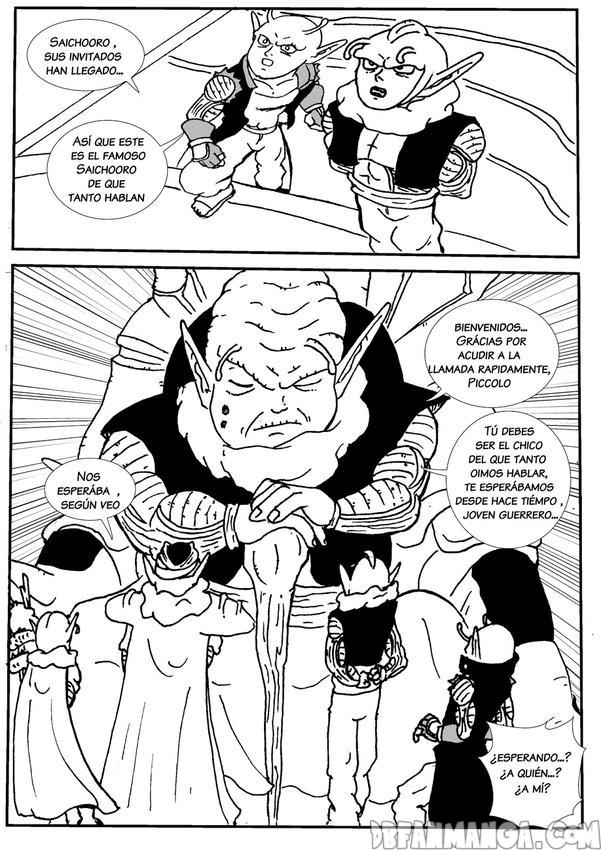 SAICHOORO ,
SUS INVITADOS
HAN LLEGADO...
ASÍ QUE ESTE
ES EL FAMOSO
SAICHOORO
DE QUE
TANTO HABLAN
BIENVENIDOS...
GRÁCIAS POR
ACUDIR A LA
LLAMADA RAPIDAMENTE,
PICCOLO
TÚ DEBES
SER EL CHICO
DEL QUE TANTO
OIMOS HABLAR,
TE ESPERÁBAMOS
DESDE HACE TIÉMPO ,
JOVEN GUERRERO...
NOS
ESPERÁBA ,
SEGÚN VEO
¿ESPERANDO...?
¿A QUIÉN...?
¿A MÍ?
DBFANMANGA.COM